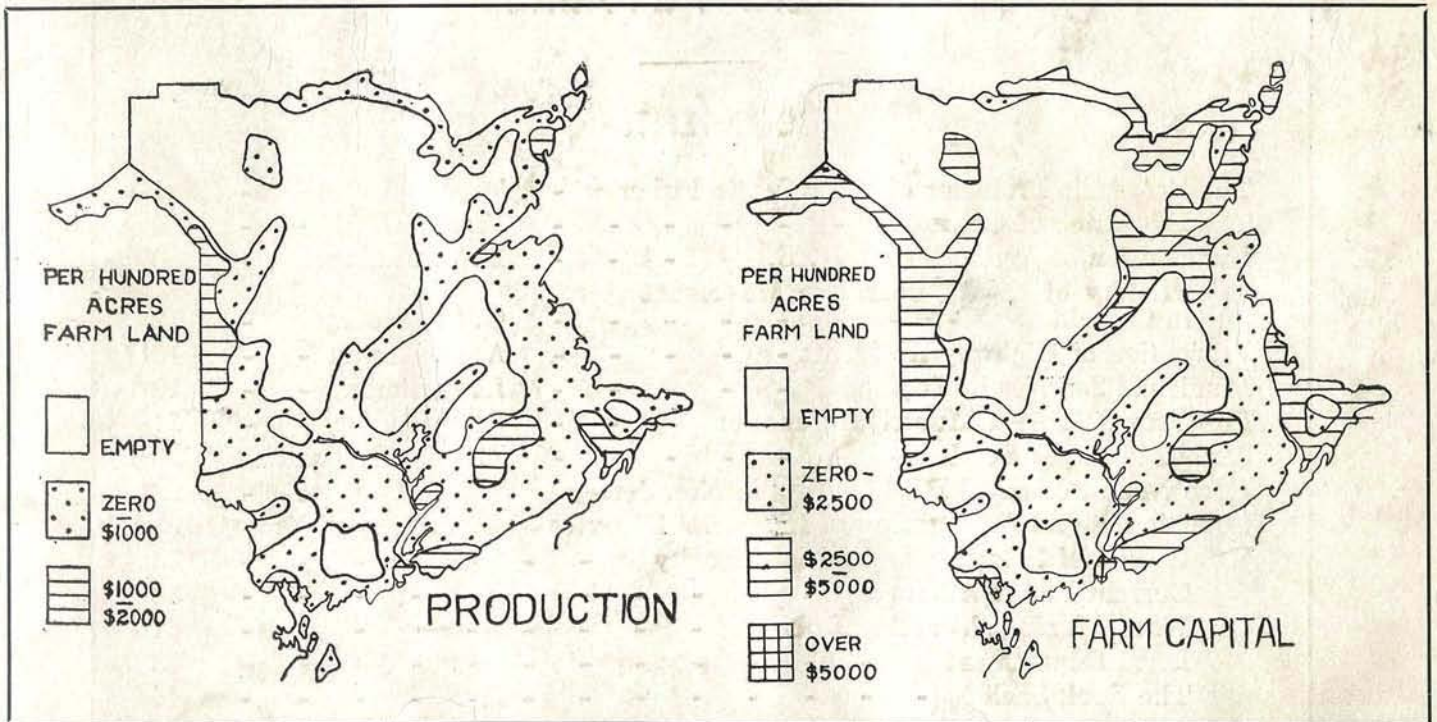 PER HUNDRED
ACRES
FARM LAND
EMPTY
ZERO
–
$1000
$1000
–
$2000
PRODUCTION
PER HUNDRED
ACRES
FARM LAND
EMPTY
ZERO –
$2500
$2500
–
$5000
OVER
$5000
FARM CAPITAL